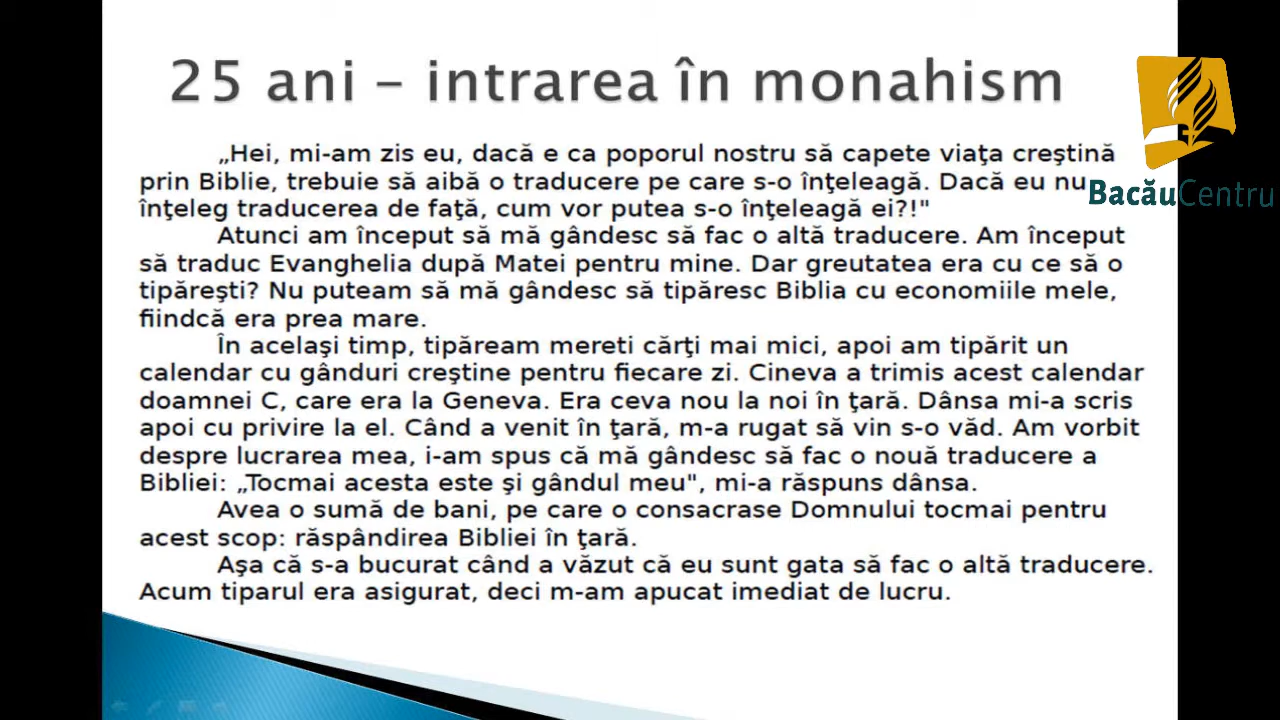 25 ani – intrarea în monahism
„Hei, mi-am zis eu, dacă e ca poporul nostru să capete viaţa creştină
prin Biblie, trebuie să aibă o traducere pe care s-o înţeleagă. Dacă eu nu
înţeleg traducerea de faţă, cum vor putea s-o înţeleagă ei?!"
Atunci am început să mă gândesc să fac o altă traducere. Am început
să traduc Evanghelia după Matei pentru mine. Dar greutatea era cu ce să o
tipăreşti? Nu puteam să mă gândesc să tipăresc Biblia cu economiile mele,
fiindcă era prea mare.
În acelaşi timp, tipăream mereti cărţi mai mici, apoi am tipărit un
calendar cu gânduri creştine pentru fiecare zi. Cineva a trimis acest calendar
doamnei C, care era la Geneva. Era ceva nou la noi în ţară. Dânsa mi-a scris
apoi cu privire la el. Când a venit în ţară, m-a rugat să vin s-o văd. Am vorbit
despre lucrarea mea, i-am spus că mă gândesc să fac o nouă traducere a
Bibliei: „Tocmai acesta este şi gândul meu", mi-a răspuns dânsa.
Avea o sumă de bani, pe care o consacrase Domnului tocmai pentru
acest scop: răspândirea Bibliei în ţară.
Aşa că s-a bucurat când a văzut că eu sunt gata să fac o altă traducere.
Acum tiparul era asigurat, deci m-am apucat imediat de lucru.
BacăuCentru